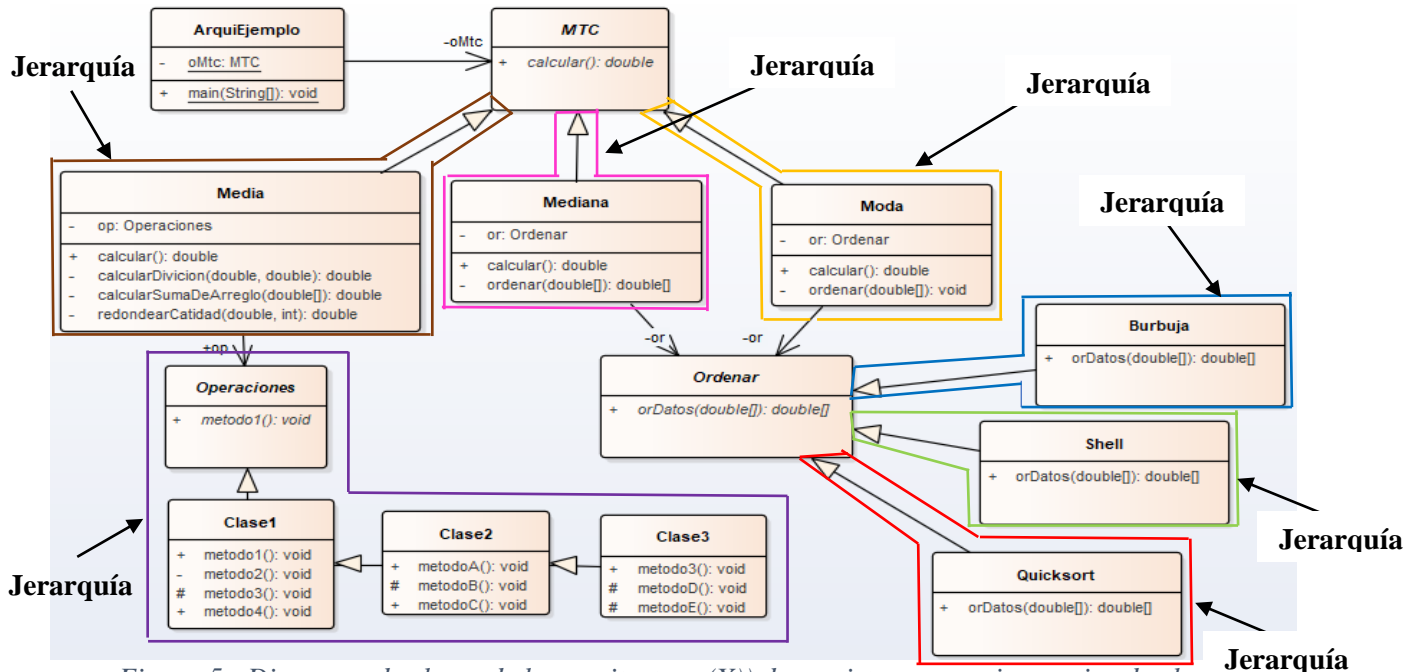 ArquiEjemplo
- oMtc: MTC
+ main(String[]): void
-oMtc
MTC
+ calcular(): double
Jerarquía
Jerarquía
Jerarquía
Media
- op: Operaciones
+ calcular(): double
- calcularDivicion(double, double): double
- calcularSumaDeArreglo(double[]): double
- redondearCatidad(double, int): double
Mediana
- or: Ordenar
+ calcular(): double
- ordenar(double[]): double[]
Moda
- or: Ordenar
+ calcular(): double
- ordenar(double[]): void
Jerarquía
Burbuja
+ orDatos(double[]): double[]
+op
-or
-or
Operaciones
+ metodo1(): void
Ordenar
+ orDatos(double[]): double[]
Shell
+ orDatos(double[]): double[]
Jerarquía
Clase1
+ metodo1(): void
- metodo2(): void
# metodo3(): void
+ metodo4(): void
Clase2
+ metodoA(): void
# metodoB(): void
+ metodoC(): void
Clase3
+ metodo3(): void
# metodoD(): void
# metodoE(): void
Jerarquía
Quicksort
+ orDatos(double[]): double[]
Jerarquía